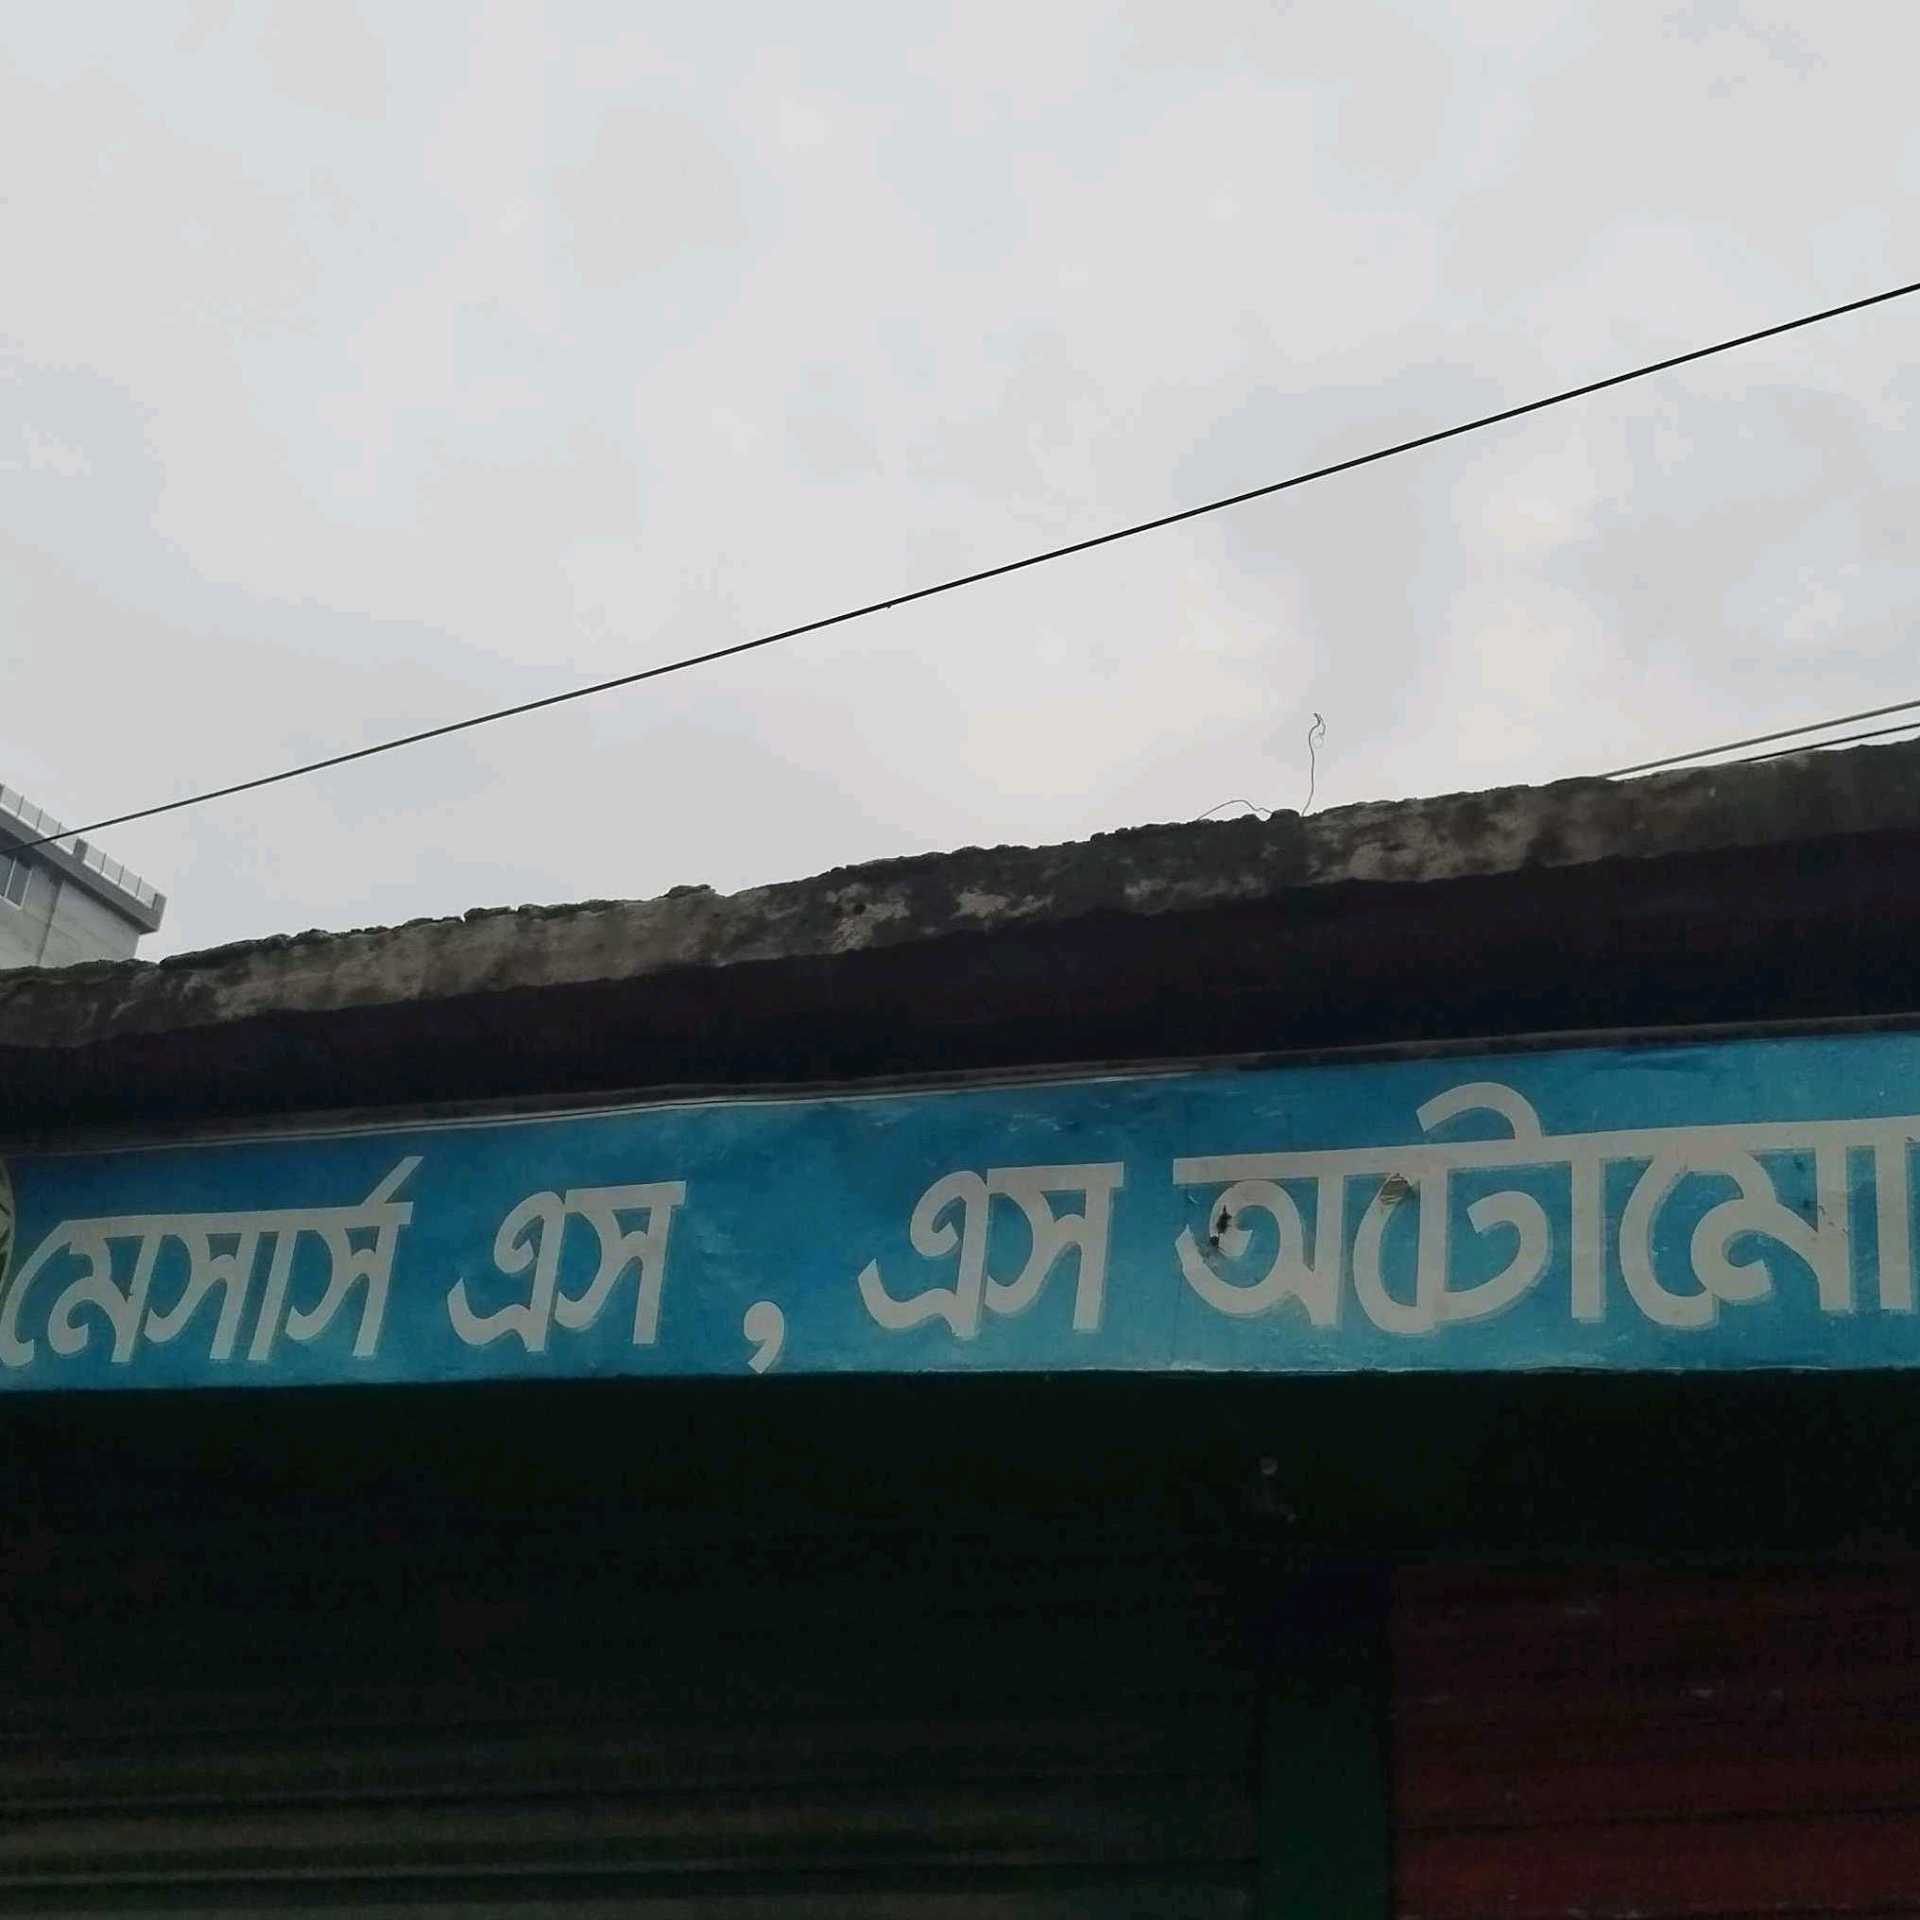 মেসার্স এস , এস অটোমো